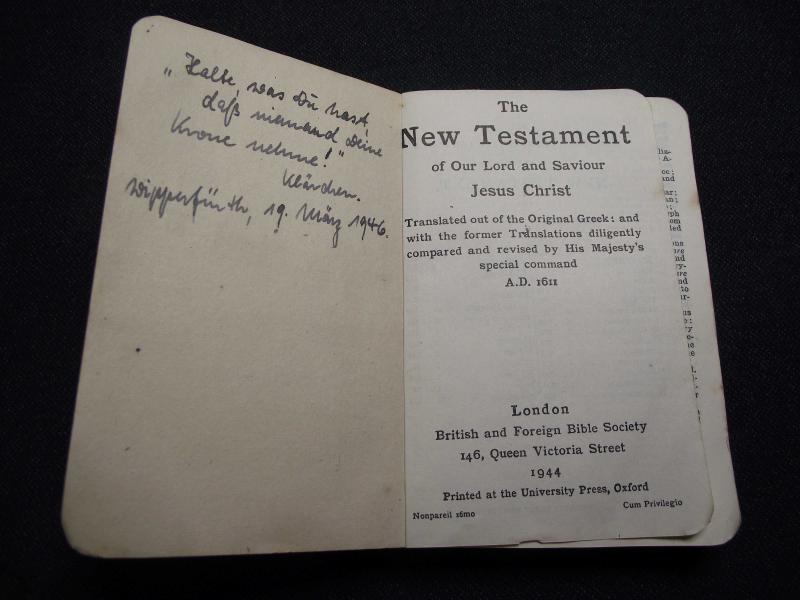 „Halte, was Du hast,
daß niemand Deine
Krone nehme!"
Klärchen.
Wipperfürth, 19. März 1946.
The
New Testament
of Our Lord and Saviour
Jesus Christ
Translated out of the Original Greek: and
with the former Translations diligently
compared and revised by His Majesty's
special command
A.D. 1611
London
British and Foreign Bible Society
146, Queen Victoria Street
1944
Printed at the University Press, Oxford
Nonpareil 16mo
Cum Privilegio